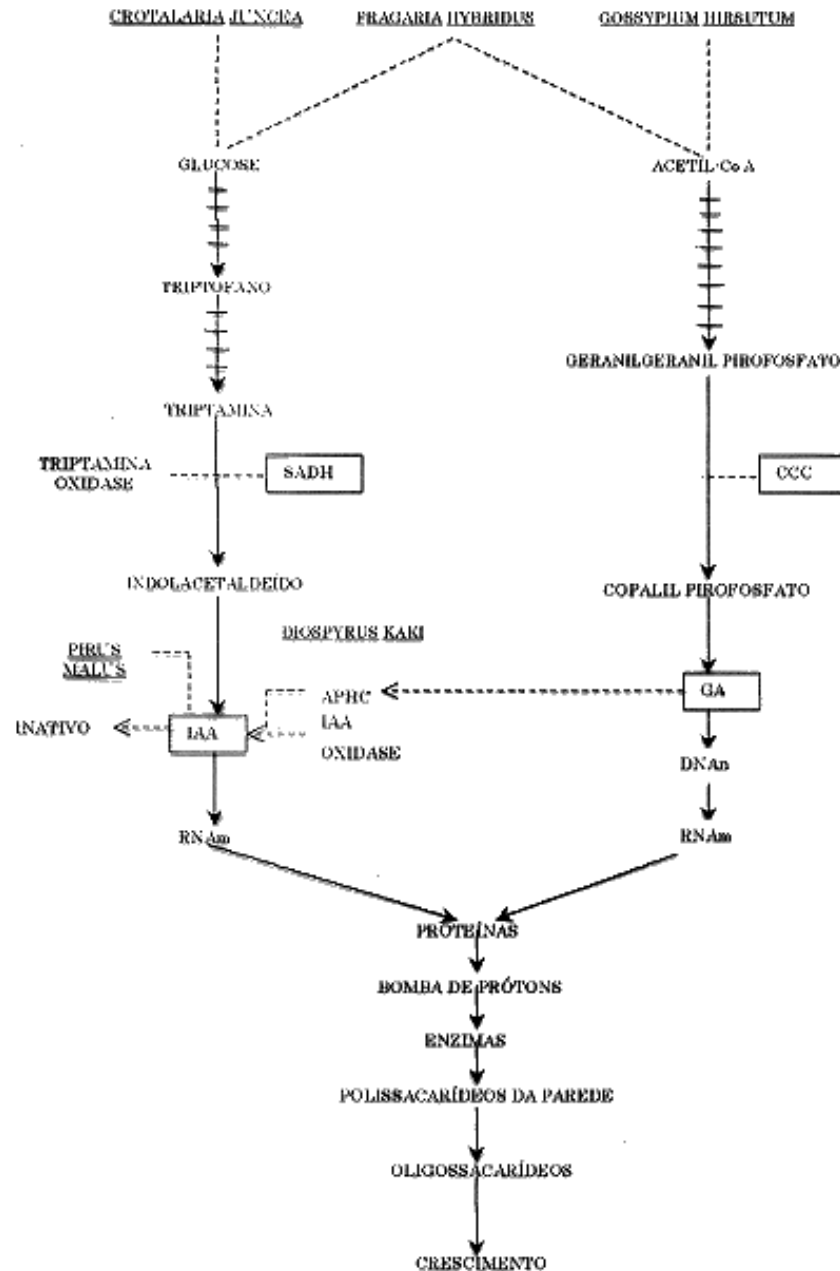 CROTALARIA JUNCEA
FRAGARIA HYBRIDUS
GOSSYPIUM HIRSUTUM
GLUCOSE
ACETIL-CoA
TRIPTOFANO
GERANILGERANIL PIROFOSFATO
TRIPTAMINA
TRIPTAMINA
OXIDASE
SADH
CCC
INDOLACETALDEÍDO
COPALIL PIROFOSFATO
DIOSPYRUS KAKI
PIRUS
MALUS
APHC
GA
INATIVO
IAA
IAA
OXIDASE
DNAn
RNAm
RNAm
PROTEÍNAS
BOMBA DE PRÓTONS
ENZIMAS
POLISSACARÍDEOS DA PAREDE
OLIGOSSACARÍDEOS
CRESCIMENTO